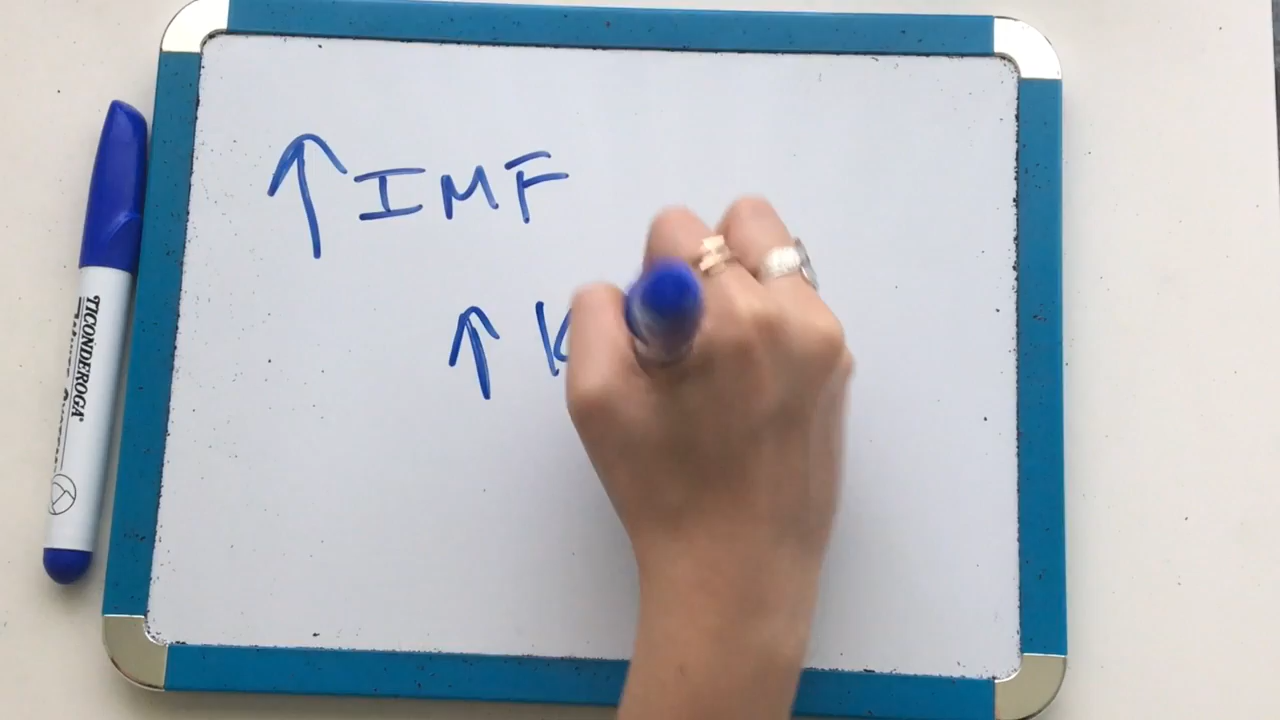 ↑ IMF
↑ K
TICONDEROGA®